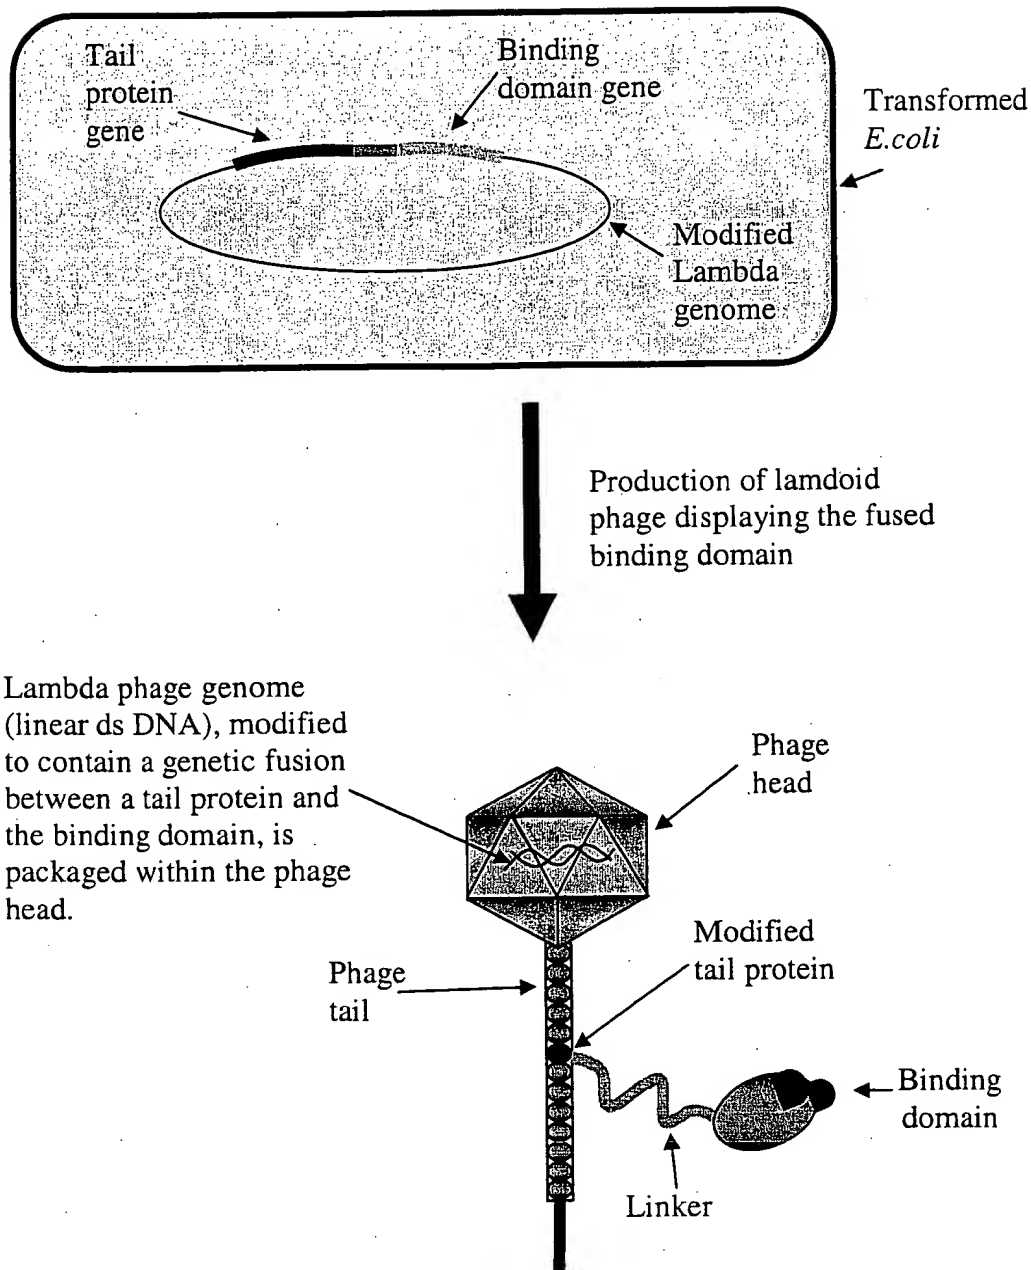 Tail
protein
gene
Binding
domain gene
Transformed
E.coli
Modified
Lambda
genome
Production of lamdoid
phage displaying the fused
binding domain
Lambda phage genome
(linear ds DNA), modified
to contain a genetic fusion
between a tail protein and
the binding domain, is
packaged within the phage
head.
Phage
head
Modified
tail protein
Phage
tail
Binding
domain
Linker